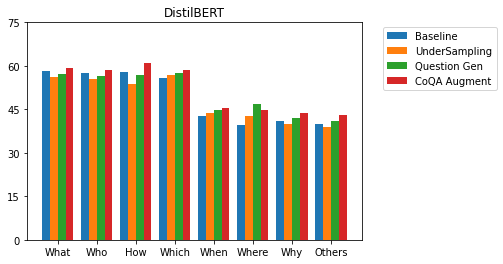 DistilBERT
75
60
45
30
15
0
What Who How Which When Where Why Others
Baseline
UnderSampling
Question Gen
CoQA Augment